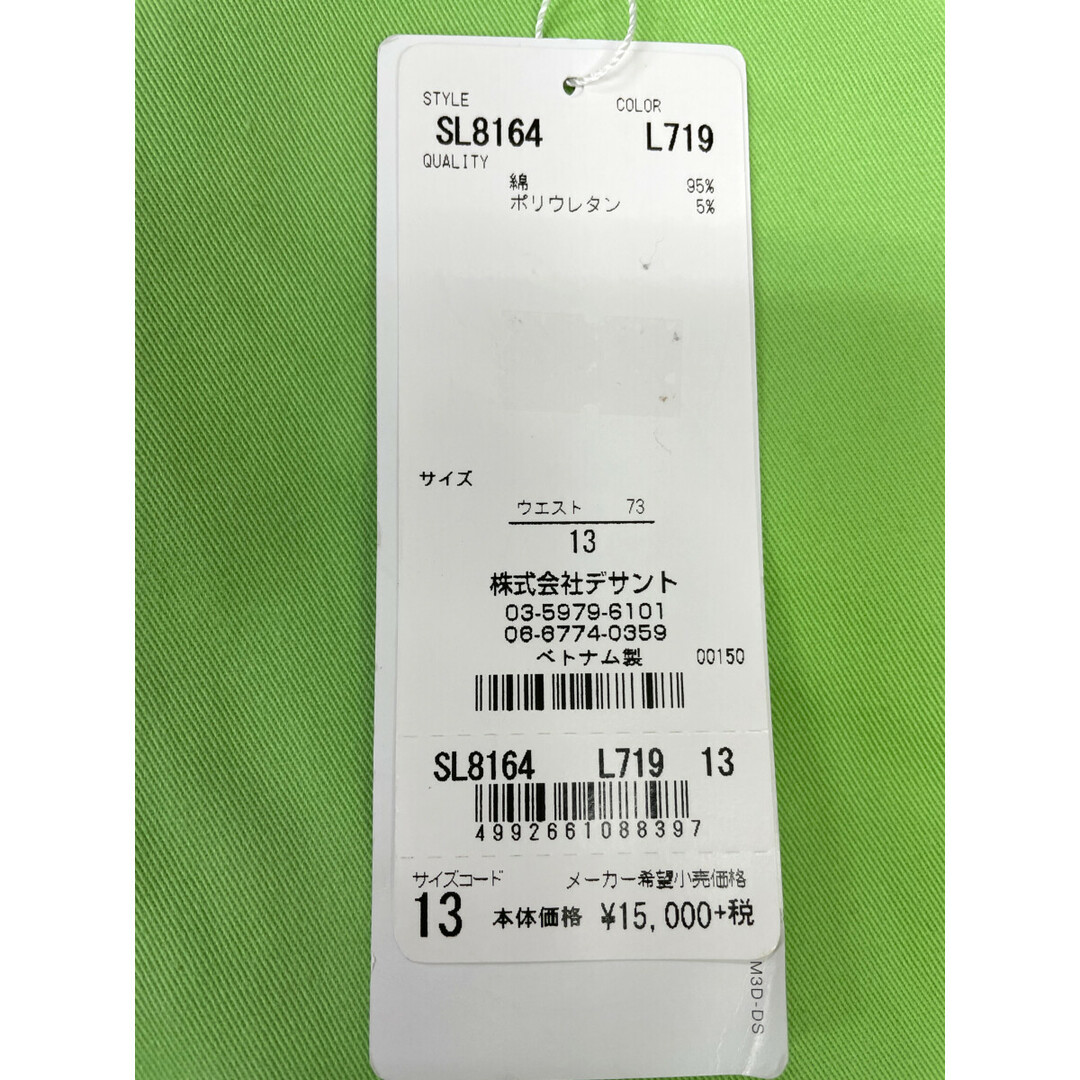 STYLE COLOR
SL8164 L719
QUALITY
綿 95%
ポリウレタン 5%
サイズ
ウエスト 73
13
株式会社デサント
03-5979-6101
06-6774-0359
ベトナム製 00150
SL8164 L719 13
4992661088397
サイズコード メーカー希望小売価格
13 本体価格 ¥15,000+税
M3D-DS